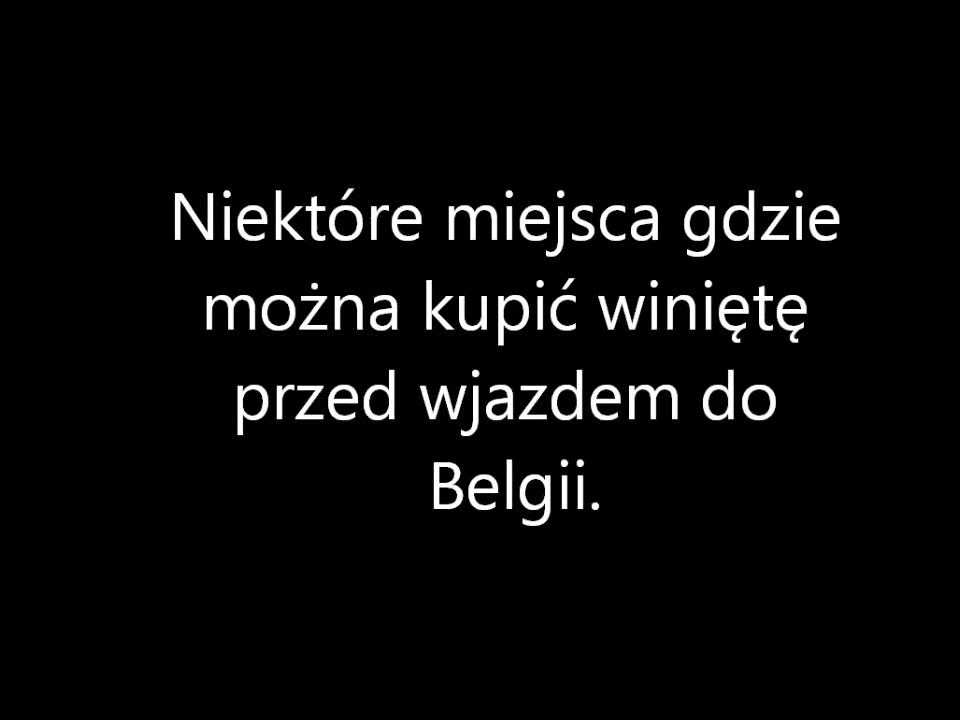 Niektóre miejsca gdzie
można kupić winiętę
przed wjazdem do
Belgii.